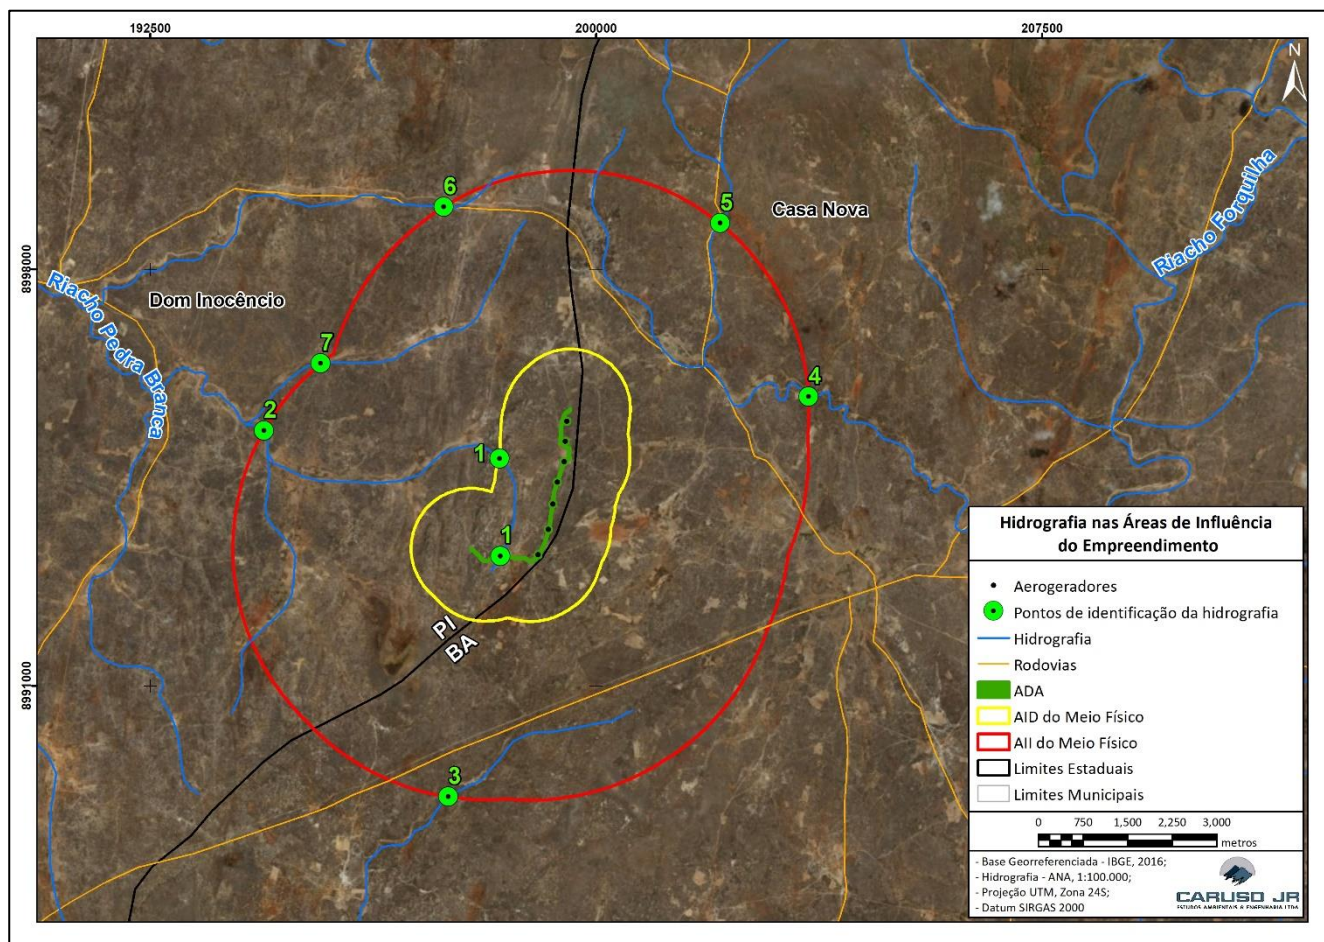 192500
200000
207500
N
6
5
Casa Nova
Riacho Forquilha
8998000
Dom Inocêncio
Riacho Pedra Branca
7
4
2
1
1
PI
BA
8991000
3
Hidrografia nas Áreas de Influência
do Empreendimento
Aerogeradores
Pontos de identificação da hidrografia
Hidrografia
Rodovias
ADA
AID do Meio Físico
AII do Meio Físico
Limites Estaduais
Limites Municipais
0 750 1,500 2,250 3,000
metros
- Base Georreferenciada - IBGE, 2016;
- Hidrografia - ANA, 1:100.000;
- Projeção UTM, Zona 24S;
- Datum SIRGAS 2000
CARUSO JR
ESTUDOS AMBIENTAIS & ENGENHARIA LTDA